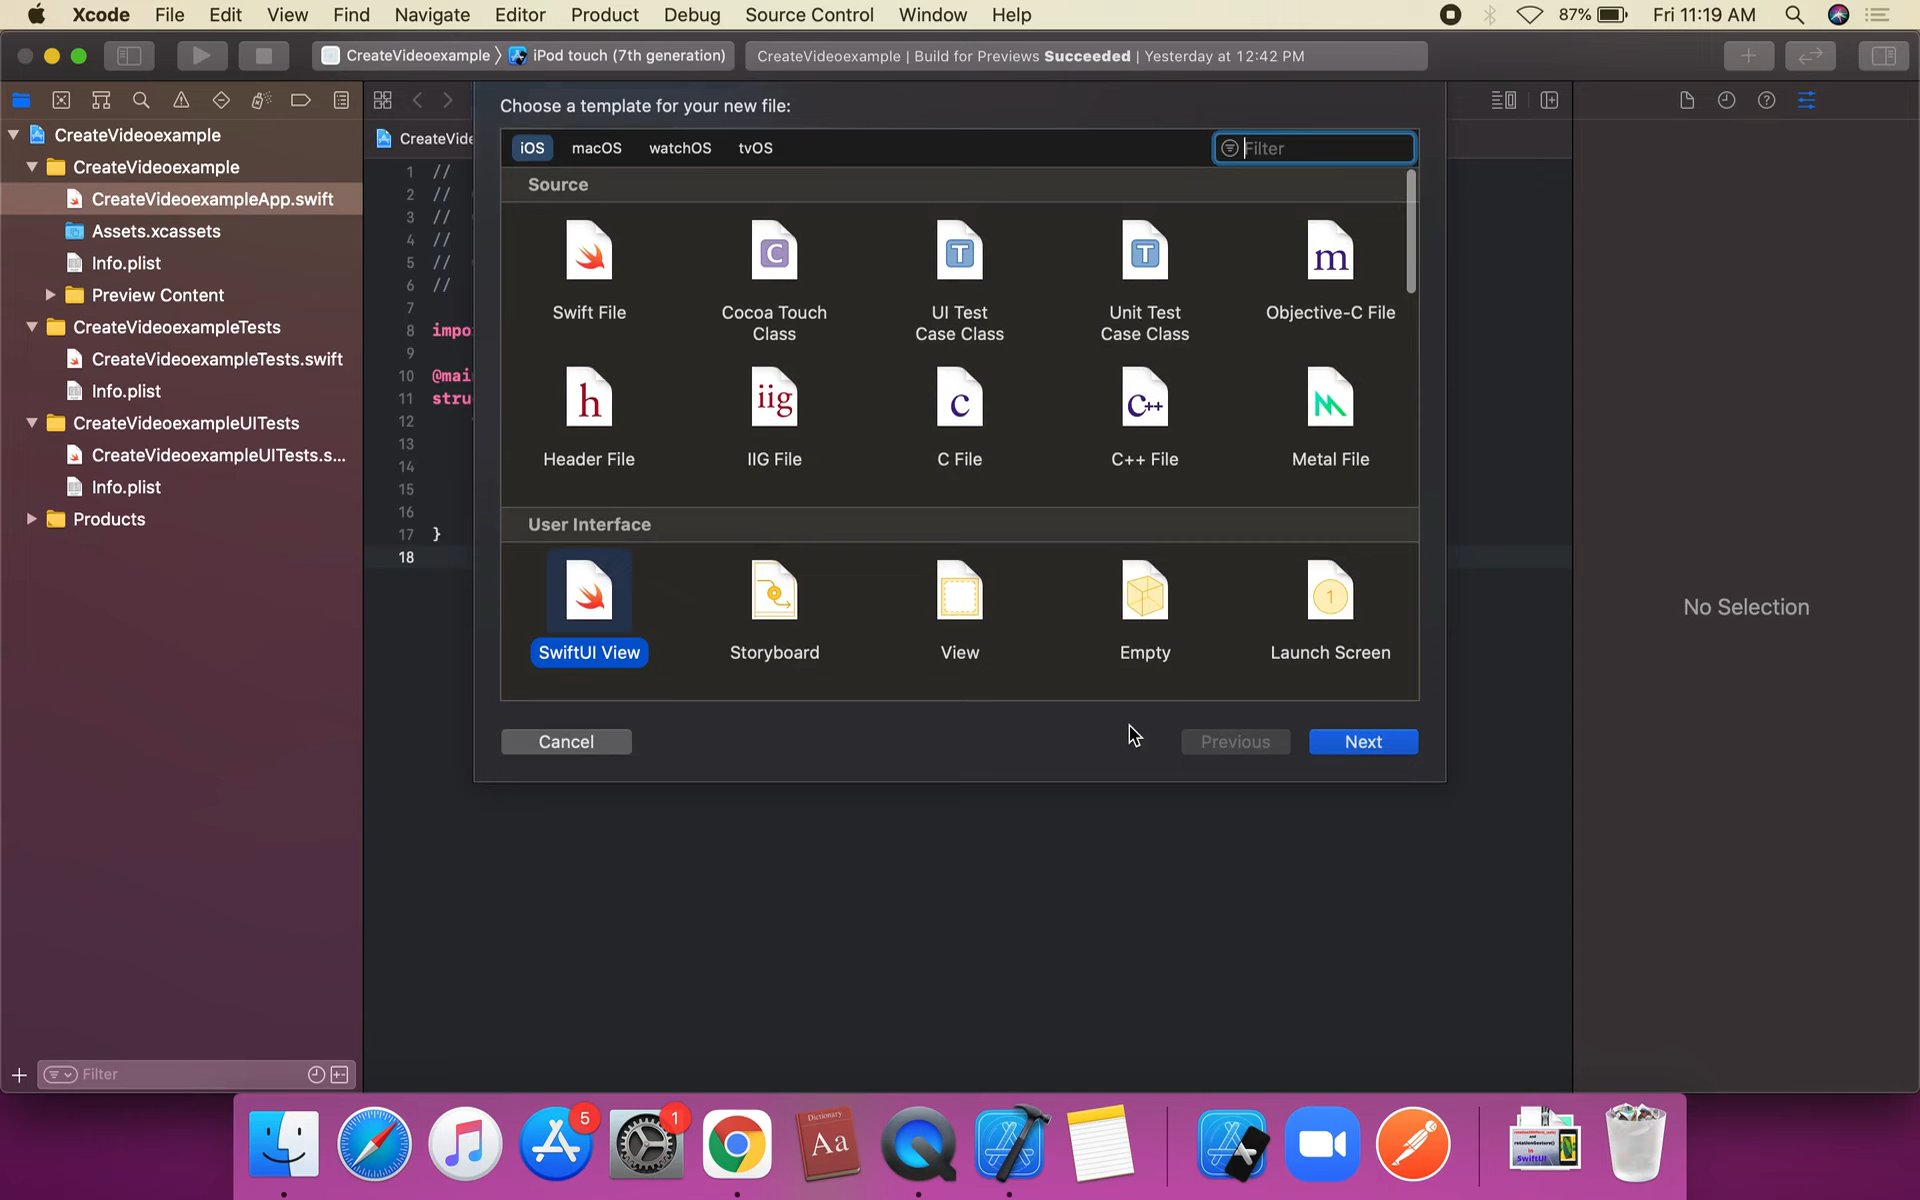 Xcode File Edit View Find Navigate Editor Product Debug Source Control Window Help 87% Fri 11:19 AM
CreateVideoexample iPod touch (7th generation) CreateVideoexample | Build for Previews Succeeded | Yesterday at 12:42 PM
CreateVideoexample
CreateVideoexample
CreateVideoexampleApp.swift
Assets.xcassets
Info.plist
Preview Content
CreateVideoexampleTests
CreateVideoexampleTests.swift
Info.plist
CreateVideoexampleUITests
CreateVideoexampleUITests.s...
Info.plist
Products
Filter
CreateVide
1 //
2 //
3 //
4 //
5 //
6 //
7
8 impo
9
10 @mai
11 stru
12
13
14
15
16
17 }
18
Choose a template for your new file:
iOS macOS watchOS tvOS Filter
Source
Swift File
Cocoa Touch Class
UI Test Case Class
Unit Test Case Class
Objective-C File
Header File
IIG File
C File
C++ File
Metal File
User Interface
SwiftUI View
Storyboard
View
Empty
Launch Screen
Cancel Previous Next
No Selection
5
1
Dictionary
Aa